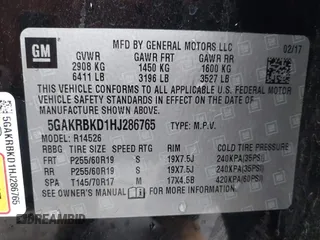 GM
MFD BY GENERAL MOTORS LLC 02/17
GVWR GAWR FRT GAWR RR
2908 KG 1450 KG 1600 KG
6411 LB 3196 LB 3527 LB
THIS VEHICLE CONFORMS TO ALL APPLICABLE U.S. FEDERAL
MOTOR VEHICLE SAFETY STANDARDS IN EFFECT ON THE DATE OF
MANUFACTURE SHOWN ABOVE.
5GAKRBKD1HJ286765 TYPE: M.P.V.
MODEL: R14526
RBBG TIRE SIZE SPEED RTG RIM COLD TIRE PRESSURE
FRT P255/60R19 S 19X7.5J 240KPA(35PSI)
RR P255/60R19 S 19X7.5J 240KPA(35PSI)
SPA T145/70R17 M 17X4.5B 420KPA(60PSI)
SEE OWNER'S MANUAL FOR MORE INFORMATION.
5GAKRBKD1HJ286765
CREAMBID